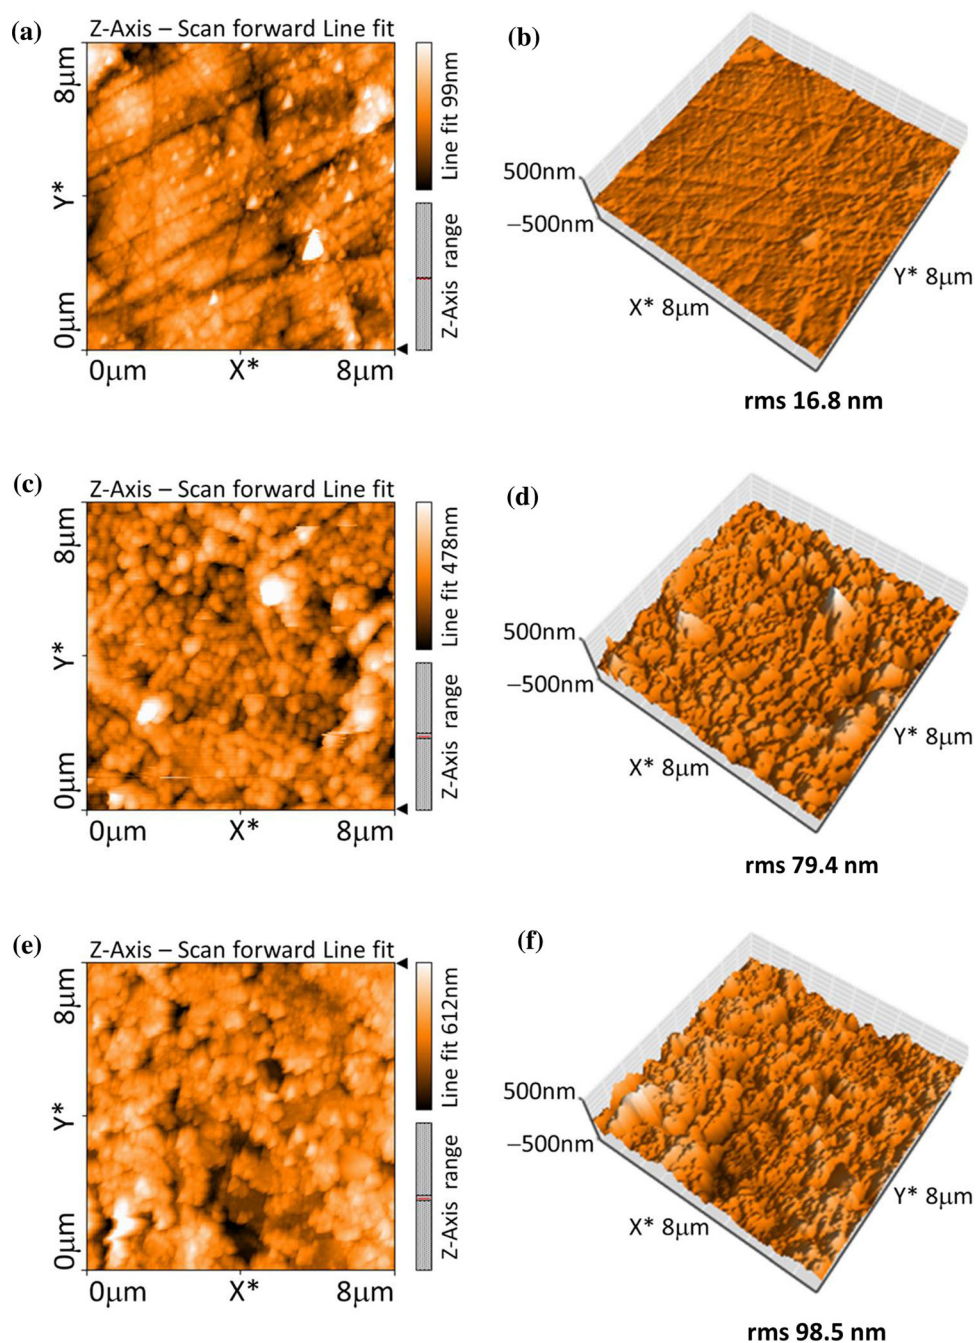 (a)
Z-Axis – Scan forward Line fit
8µm
Y*
0µm
0µm X* 8µm
Line fit 99nm
Z-Axis range
(b)
500nm
−500nm
X* 8µm
Y* 8µm
rms 16.8 nm
(c)
Z-Axis – Scan forward Line fit
8µm
Y*
0µm
0µm X* 8µm
Line fit 478nm
Z-Axis range
(d)
500nm
−500nm
X* 8µm
Y* 8µm
rms 79.4 nm
(e)
Z-Axis – Scan forward Line fit
8µm
Y*
0µm
0µm X* 8µm
Line fit 612nm
Z-Axis range
(f)
500nm
−500nm
X* 8µm
Y* 8µm
rms 98.5 nm